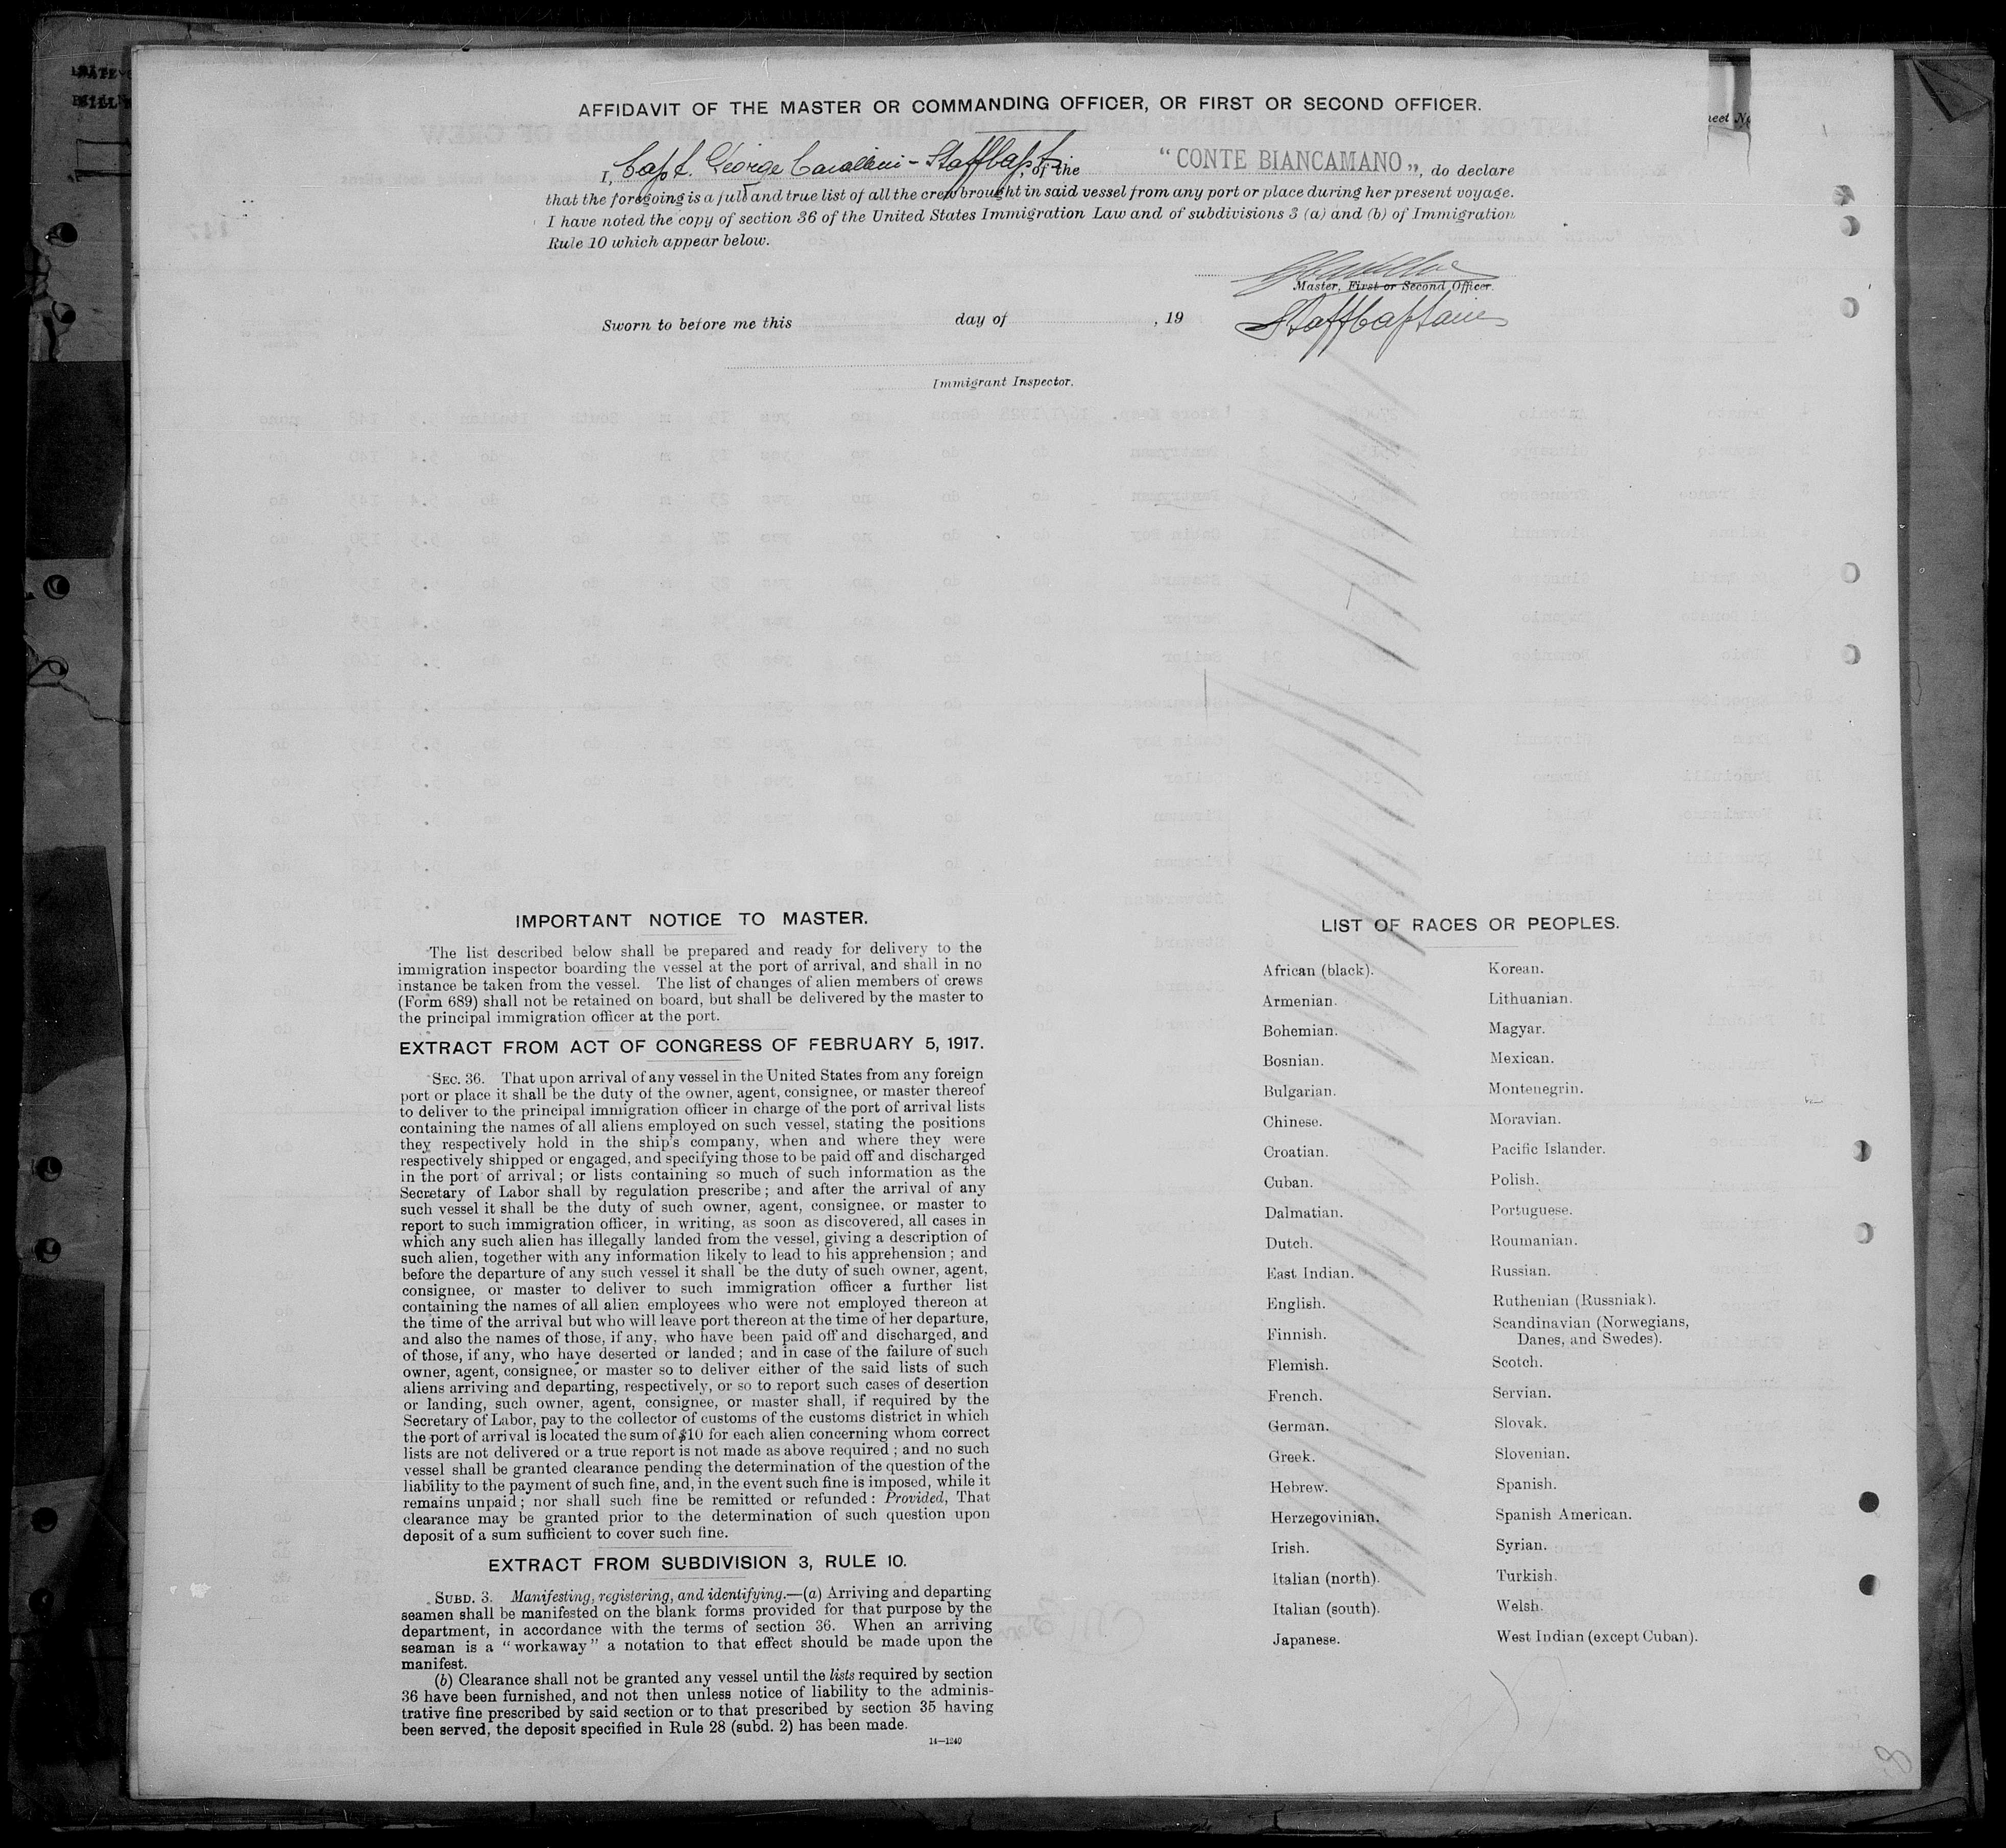 AFFIDAVIT OF THE MASTER OR COMMANDING OFFICER, OR FIRST OR SECOND OFFICER.
I, Capt. George Cavallini - Staffcapt., of the "CONTE BIANCAMANO", do declare
that the foregoing is a full and true list of all the crew brought in said vessel from any port or place during her present voyage.
I have noted the copy of section 36 of the United States Immigration Law and of subdivisions 3 (a) and (b) of Immigration
Rule 10 which appear below.
Master, First or Second Officer.
Staffcaptain
Sworn to before me this day of , 19
Immigrant Inspector.
IMPORTANT NOTICE TO MASTER.
The list described below shall be prepared and ready for delivery to the
immigration inspector boarding the vessel at the port of arrival, and shall in no
instance be taken from the vessel. The list of changes of alien members of crews
(Form 689) shall not be retained on board, but shall be delivered by the master to
the principal immigration officer at the port.
EXTRACT FROM ACT OF CONGRESS OF FEBRUARY 5, 1917.
SEC. 36. That upon arrival of any vessel in the United States from any foreign
port or place it shall be the duty of the owner, agent, consignee, or master thereof
to deliver to the principal immigration officer in charge of the port of arrival lists
containing the names of all aliens employed on such vessel, stating the positions
they respectively hold in the ship's company, when and where they were
respectively shipped or engaged, and specifying those to be paid off and discharged
in the port of arrival; or lists containing so much of such information as the
Secretary of Labor shall by regulation prescribe; and after the arrival of any
such vessel it shall be the duty of such owner, agent, consignee, or master to
report to such immigration officer, in writing, as soon as discovered, all cases in
which any such alien has illegally landed from the vessel, giving a description of
such alien, together with any information likely to lead to his apprehension; and
before the departure of any such vessel it shall be the duty of such owner, agent,
consignee, or master to deliver to such immigration officer a further list
containing the names of all alien employees who were not employed thereon at
the time of the arrival but who will leave port thereon at the time of her departure,
and also the names of those, if any, who have been paid off and discharged, and
of those, if any, who have deserted or landed; and in case of the failure of such
owner, agent, consignee, or master so to deliver either of the said lists of such
aliens arriving and departing, respectively, or so to report such cases of desertion
or landing, such owner, agent, consignee, or master shall, if required by the
Secretary of Labor, pay to the collector of customs of the customs district in which
the port of arrival is located the sum of $10 for each alien concerning whom correct
lists are not delivered or a true report is not made as above required; and no such
vessel shall be granted clearance pending the determination of the question of the
liability to the payment of such fine, and, in the event such fine is imposed, while it
remains unpaid; nor shall such fine be remitted or refunded: Provided, That
clearance may be granted prior to the determination of such question upon
deposit of a sum sufficient to cover such fine.
EXTRACT FROM SUBDIVISION 3, RULE 10.
SUBD. 3. Manifesting, registering, and identifying.—(a) Arriving and departing
seamen shall be manifested on the blank forms provided for that purpose by the
department, in accordance with the terms of section 36. When an arriving
seaman is a "workaway" a notation to that effect should be made upon the
manifest.
(b) Clearance shall not be granted any vessel until the lists required by section
36 have been furnished, and not then unless notice of liability to the adminis-
trative fine prescribed by said section or to that prescribed by section 35 having
been served, the deposit specified in Rule 28 (subd. 2) has been made.
14—1240
LIST OF RACES OR PEOPLES.
African (black).
Armenian.
Bohemian.
Bosnian.
Bulgarian.
Chinese.
Croatian.
Cuban.
Dalmatian.
Dutch.
East Indian.
English.
Finnish.
Flemish.
French.
German.
Greek.
Hebrew.
Herzegovinian.
Irish.
Italian (north).
Italian (south).
Japanese.
Korean.
Lithuanian.
Magyar.
Mexican.
Montenegrin.
Moravian.
Pacific Islander.
Polish.
Portuguese.
Roumanian.
Russian.
Ruthenian (Russniak).
Scandinavian (Norwegians,
Danes, and Swedes).
Scotch.
Servian.
Slovak.
Slovenian.
Spanish.
Spanish American.
Syrian.
Turkish.
Welsh.
West Indian (except Cuban).